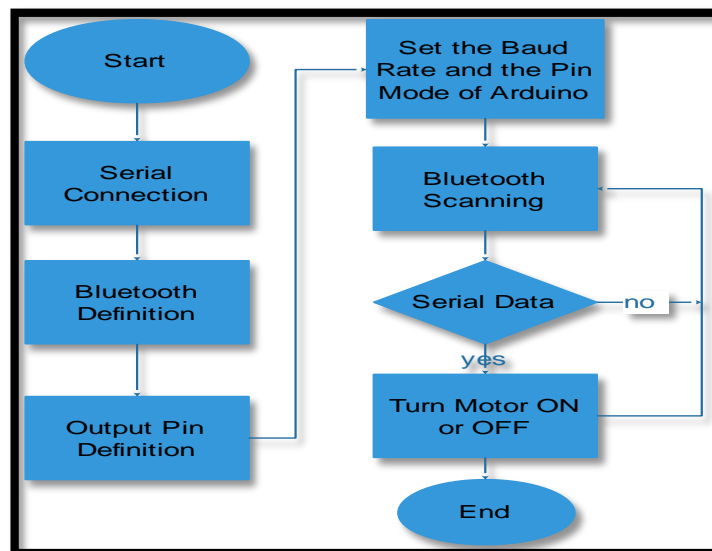 Start
Serial
Connection
Bluetooth
Definition
Output Pin
Definition
Set the Baud
Rate and the Pin
Mode of Arduino
Bluetooth
Scanning
Serial Data
no
yes
Turn Motor ON
or OFF
End